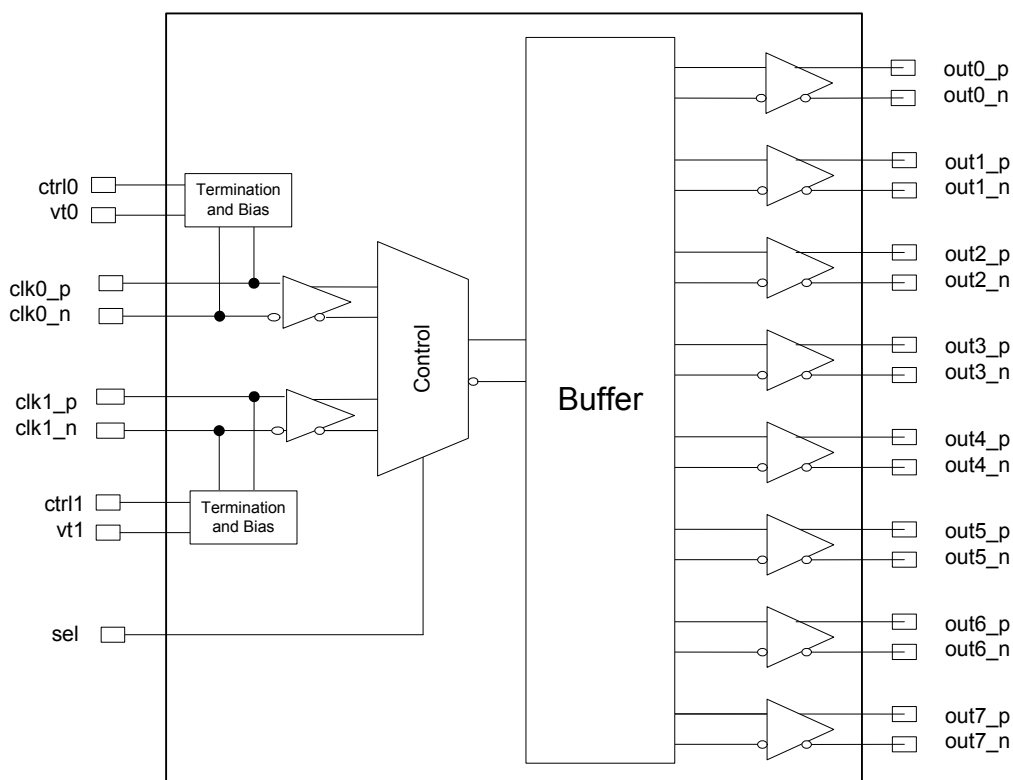 ctrl0
vt0
Termination
and Bias
clk0_p
clk0_n
clk1_p
clk1_n
ctrl1
vt1
Termination
and Bias
sel
Control
Buffer
out0_p
out0_n
out1_p
out1_n
out2_p
out2_n
out3_p
out3_n
out4_p
out4_n
out5_p
out5_n
out6_p
out6_n
out7_p
out7_n